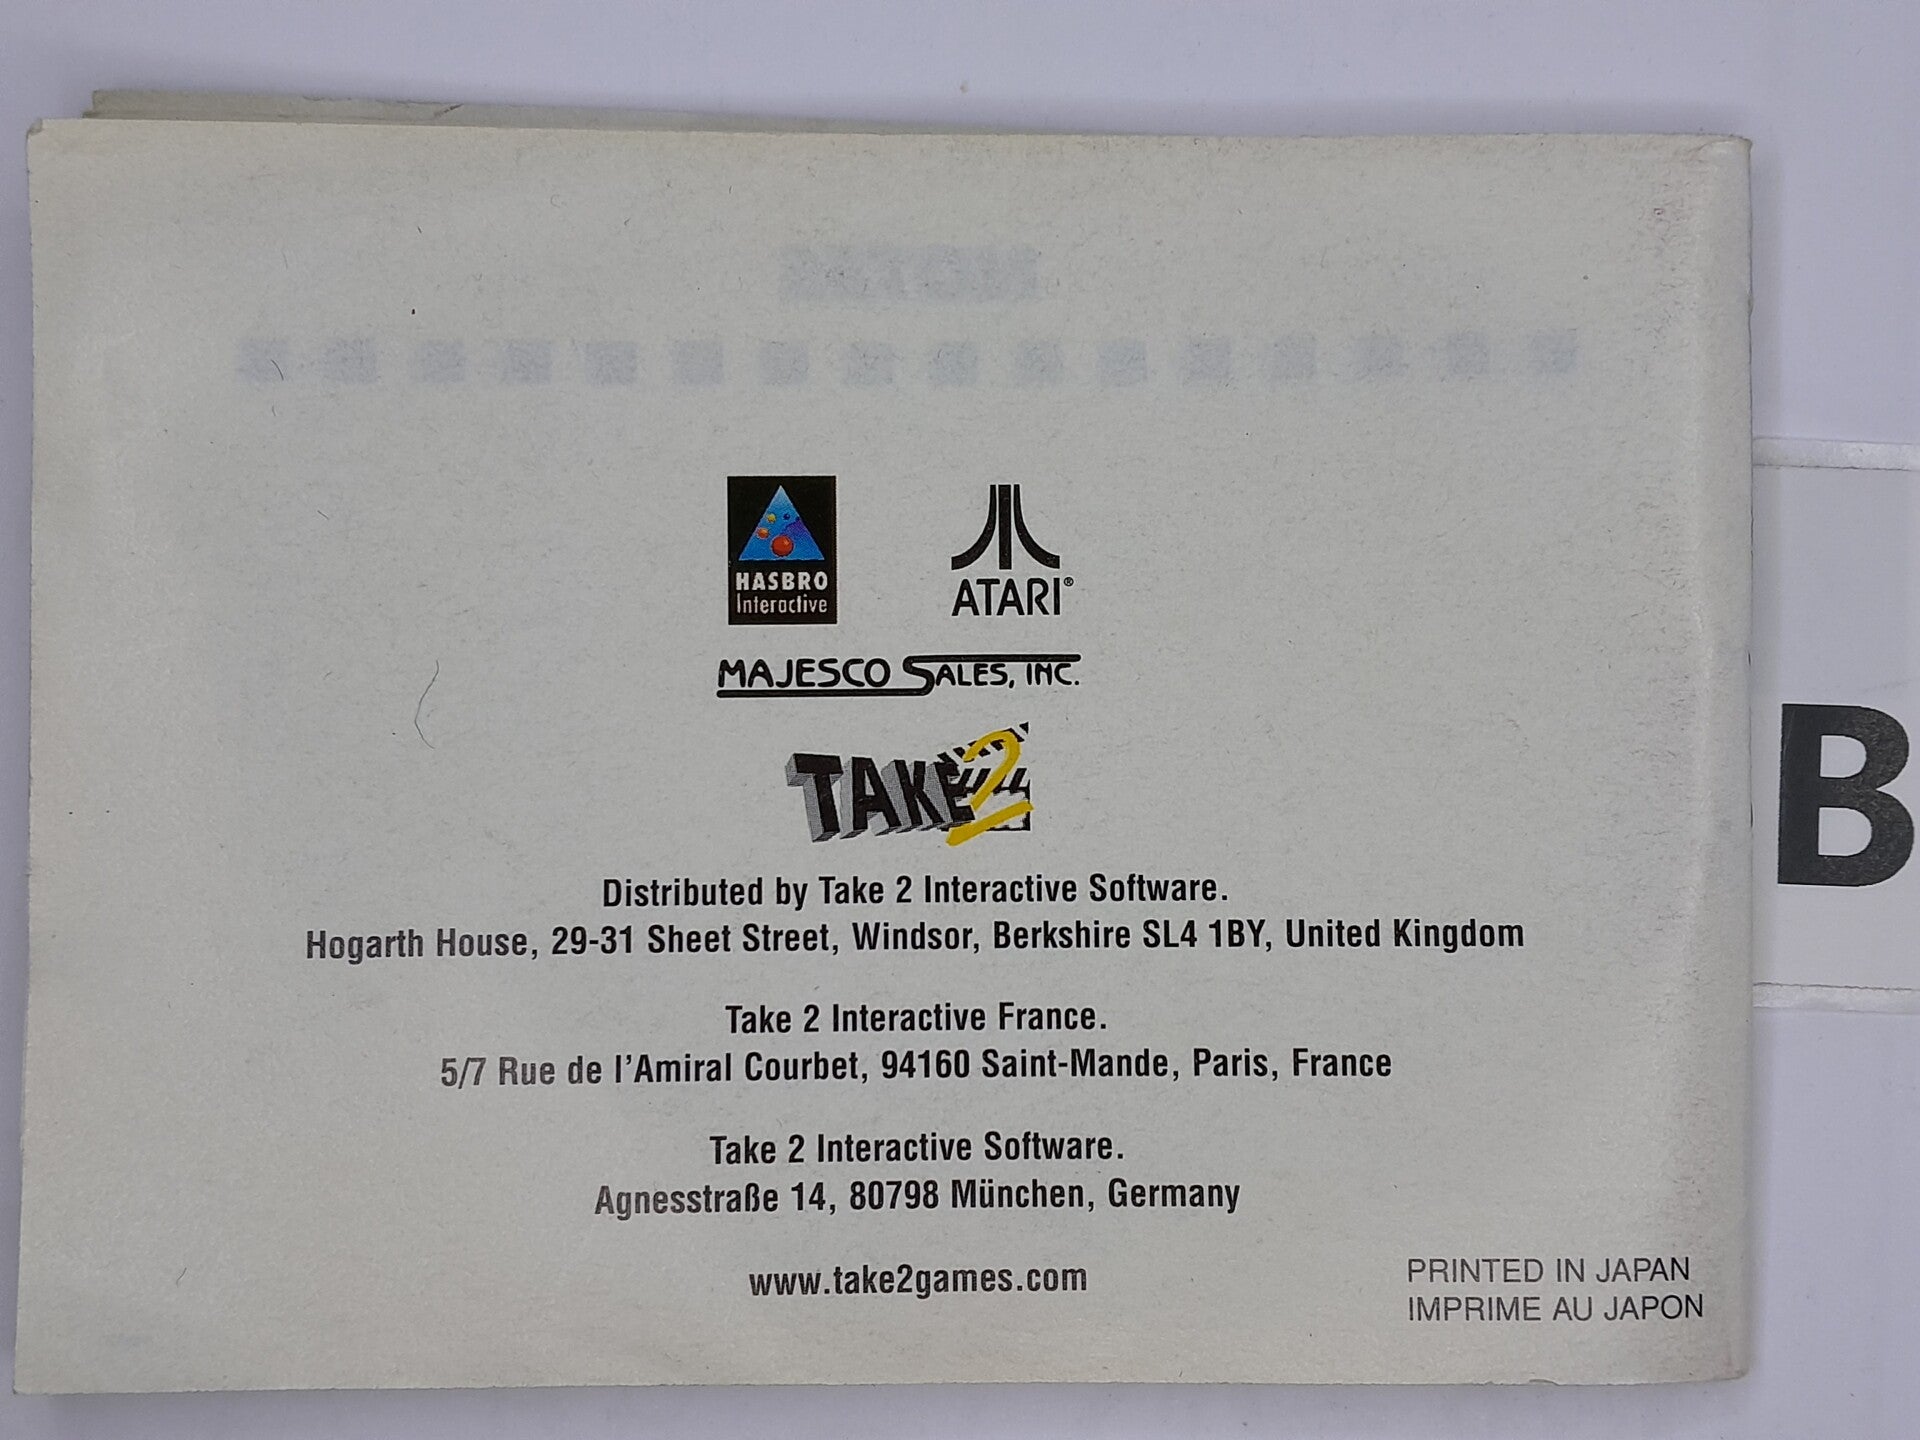 HASBRO
Interactive
ATARI®
MAJESCO SALES, INC.
TAKE 2
Distributed by Take 2 Interactive Software.
Hogarth House, 29-31 Sheet Street, Windsor, Berkshire SL4 1BY, United Kingdom
Take 2 Interactive France.
5/7 Rue de l'Amiral Courbet, 94160 Saint-Mande, Paris, France
Take 2 Interactive Software.
Agnesstraße 14, 80798 München, Germany
www.take2games.com
PRINTED IN JAPAN
IMPRIME AU JAPON
B